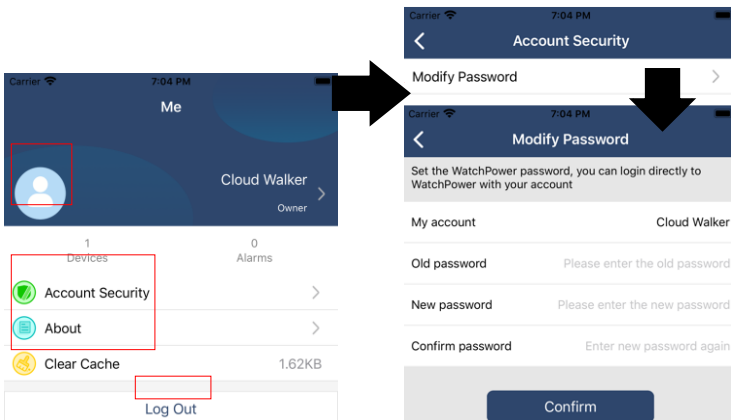 Carrier 7:04 PM
Me
Cloud Walker
Owner
1
Devices
0
Alarms
Account Security
About
Clear Cache 1.62KB
Log Out
Carrier 7:04 PM
Account Security
Modify Password
Carrier 7:04 PM
Modify Password
Set the WatchPower password, you can login directly to
WatchPower with your account
My account Cloud Walker
Old password Please enter the old password
New password Please enter the new password
Confirm password Enter new password again
Confirm